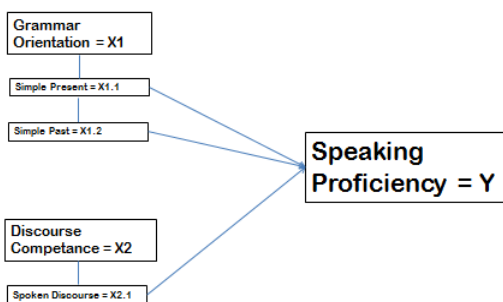 Grammar
Orientation = X1
Simple Present = X1.1
Simple Past = X1.2
Speaking
Proficiency = Y
Discourse
Competance = X2
Spoken Discourse = X2.1